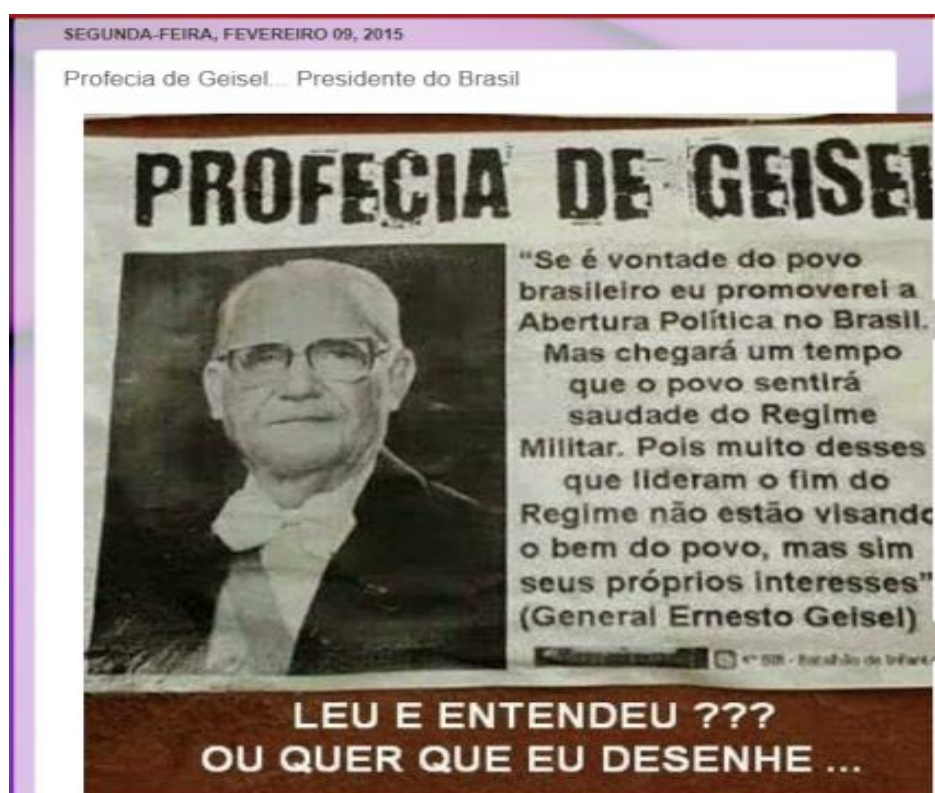 SEGUNDA-FEIRA, FEVEREIRO 09, 2015
Profecia de Geisel... Presidente do Brasil
PROFECIA DE GEISEL
“Se é vontade do povo
brasileiro eu promoverei a
Abertura Política no Brasil.
Mas chegará um tempo
que o povo sentirá
saudade do Regime
Militar. Pois muito desses
que lideram o fim do
Regime não estão visando
o bem do povo, mas sim
seus próprios interesses”
(General Ernesto Geisel)
Batalhão de
LEU E ENTENDEU ???
OU QUER QUE EU DESENHE ...